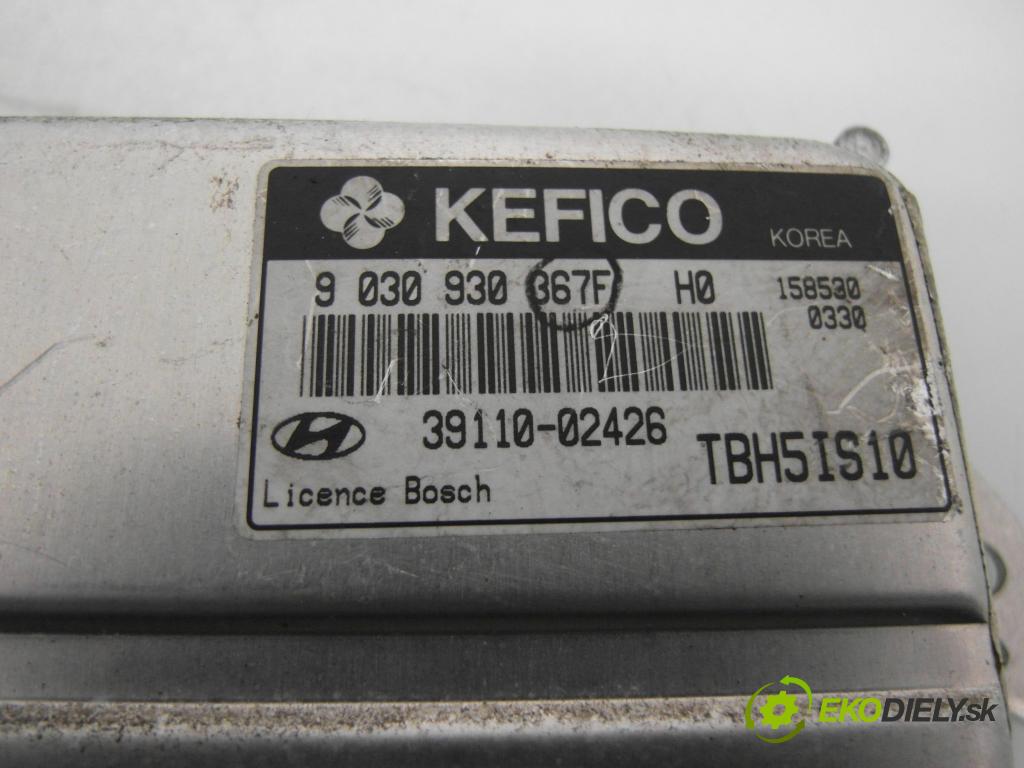 KEFICO KOREA
9 030 930 367F H0 158530
0330
39110-02426 TBH5IS10
Licence Bosch
EKODIELY.sk